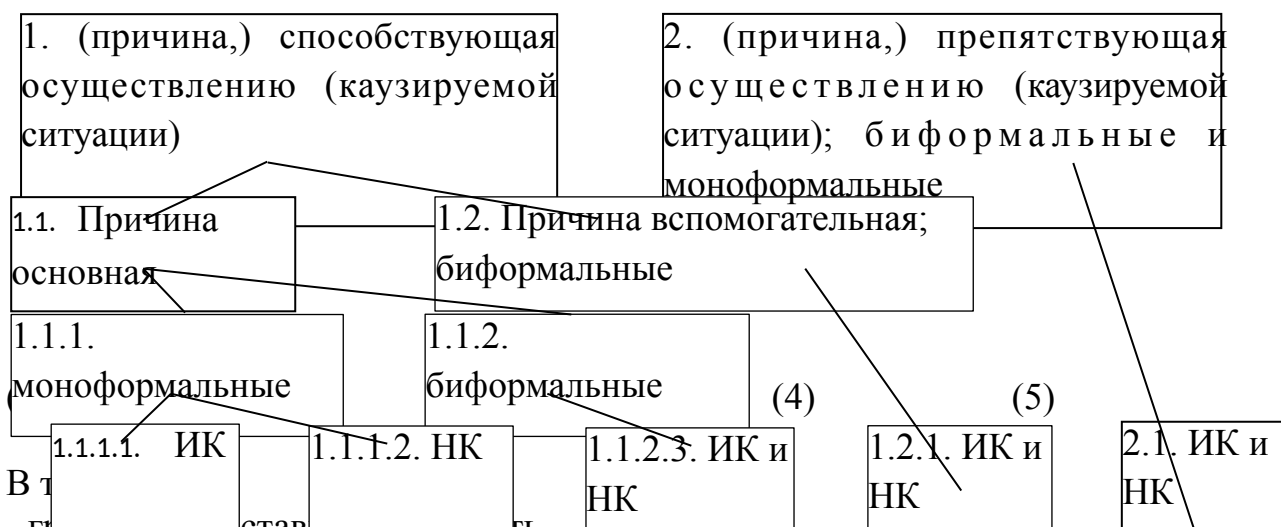 1. (причина,) способствующая
осуществлению (каузируемой
ситуации)
2. (причина,) препятствующая
осуществлению (каузируемой
ситуации); биформальные и
моноформальные
1.1. Причина
основная
1.2. Причина вспомогательная;
биформальные
1.1.1.
моноформальные
1.1.2.
биформальные
(4) (5)
1.1.1.1. ИК
1.1.1.2. НК
1.1.2.3. ИК и
НК
1.2.1. ИК и
НК
2.1. ИК и
НК
В т